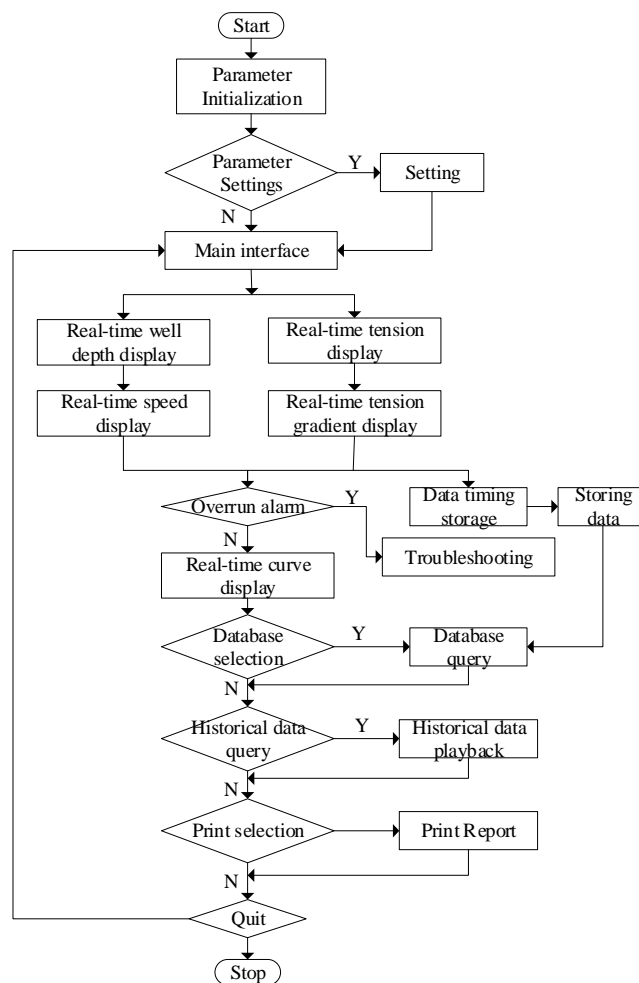 Start
Parameter
Initialization
Parameter
Settings
Y
Setting
N
Main interface
Real-time well
depth display
Real-time tension
display
Real-time speed
display
Real-time tension
gradient display
Overrun alarm
Y
Data timing
storage
Storing
data
N
Troubleshooting
Real-time curve
display
Database
selection
Y
Database
query
N
Historical data
query
Y
Historical data
playback
N
Print selection
Print Report
N
Quit
Stop